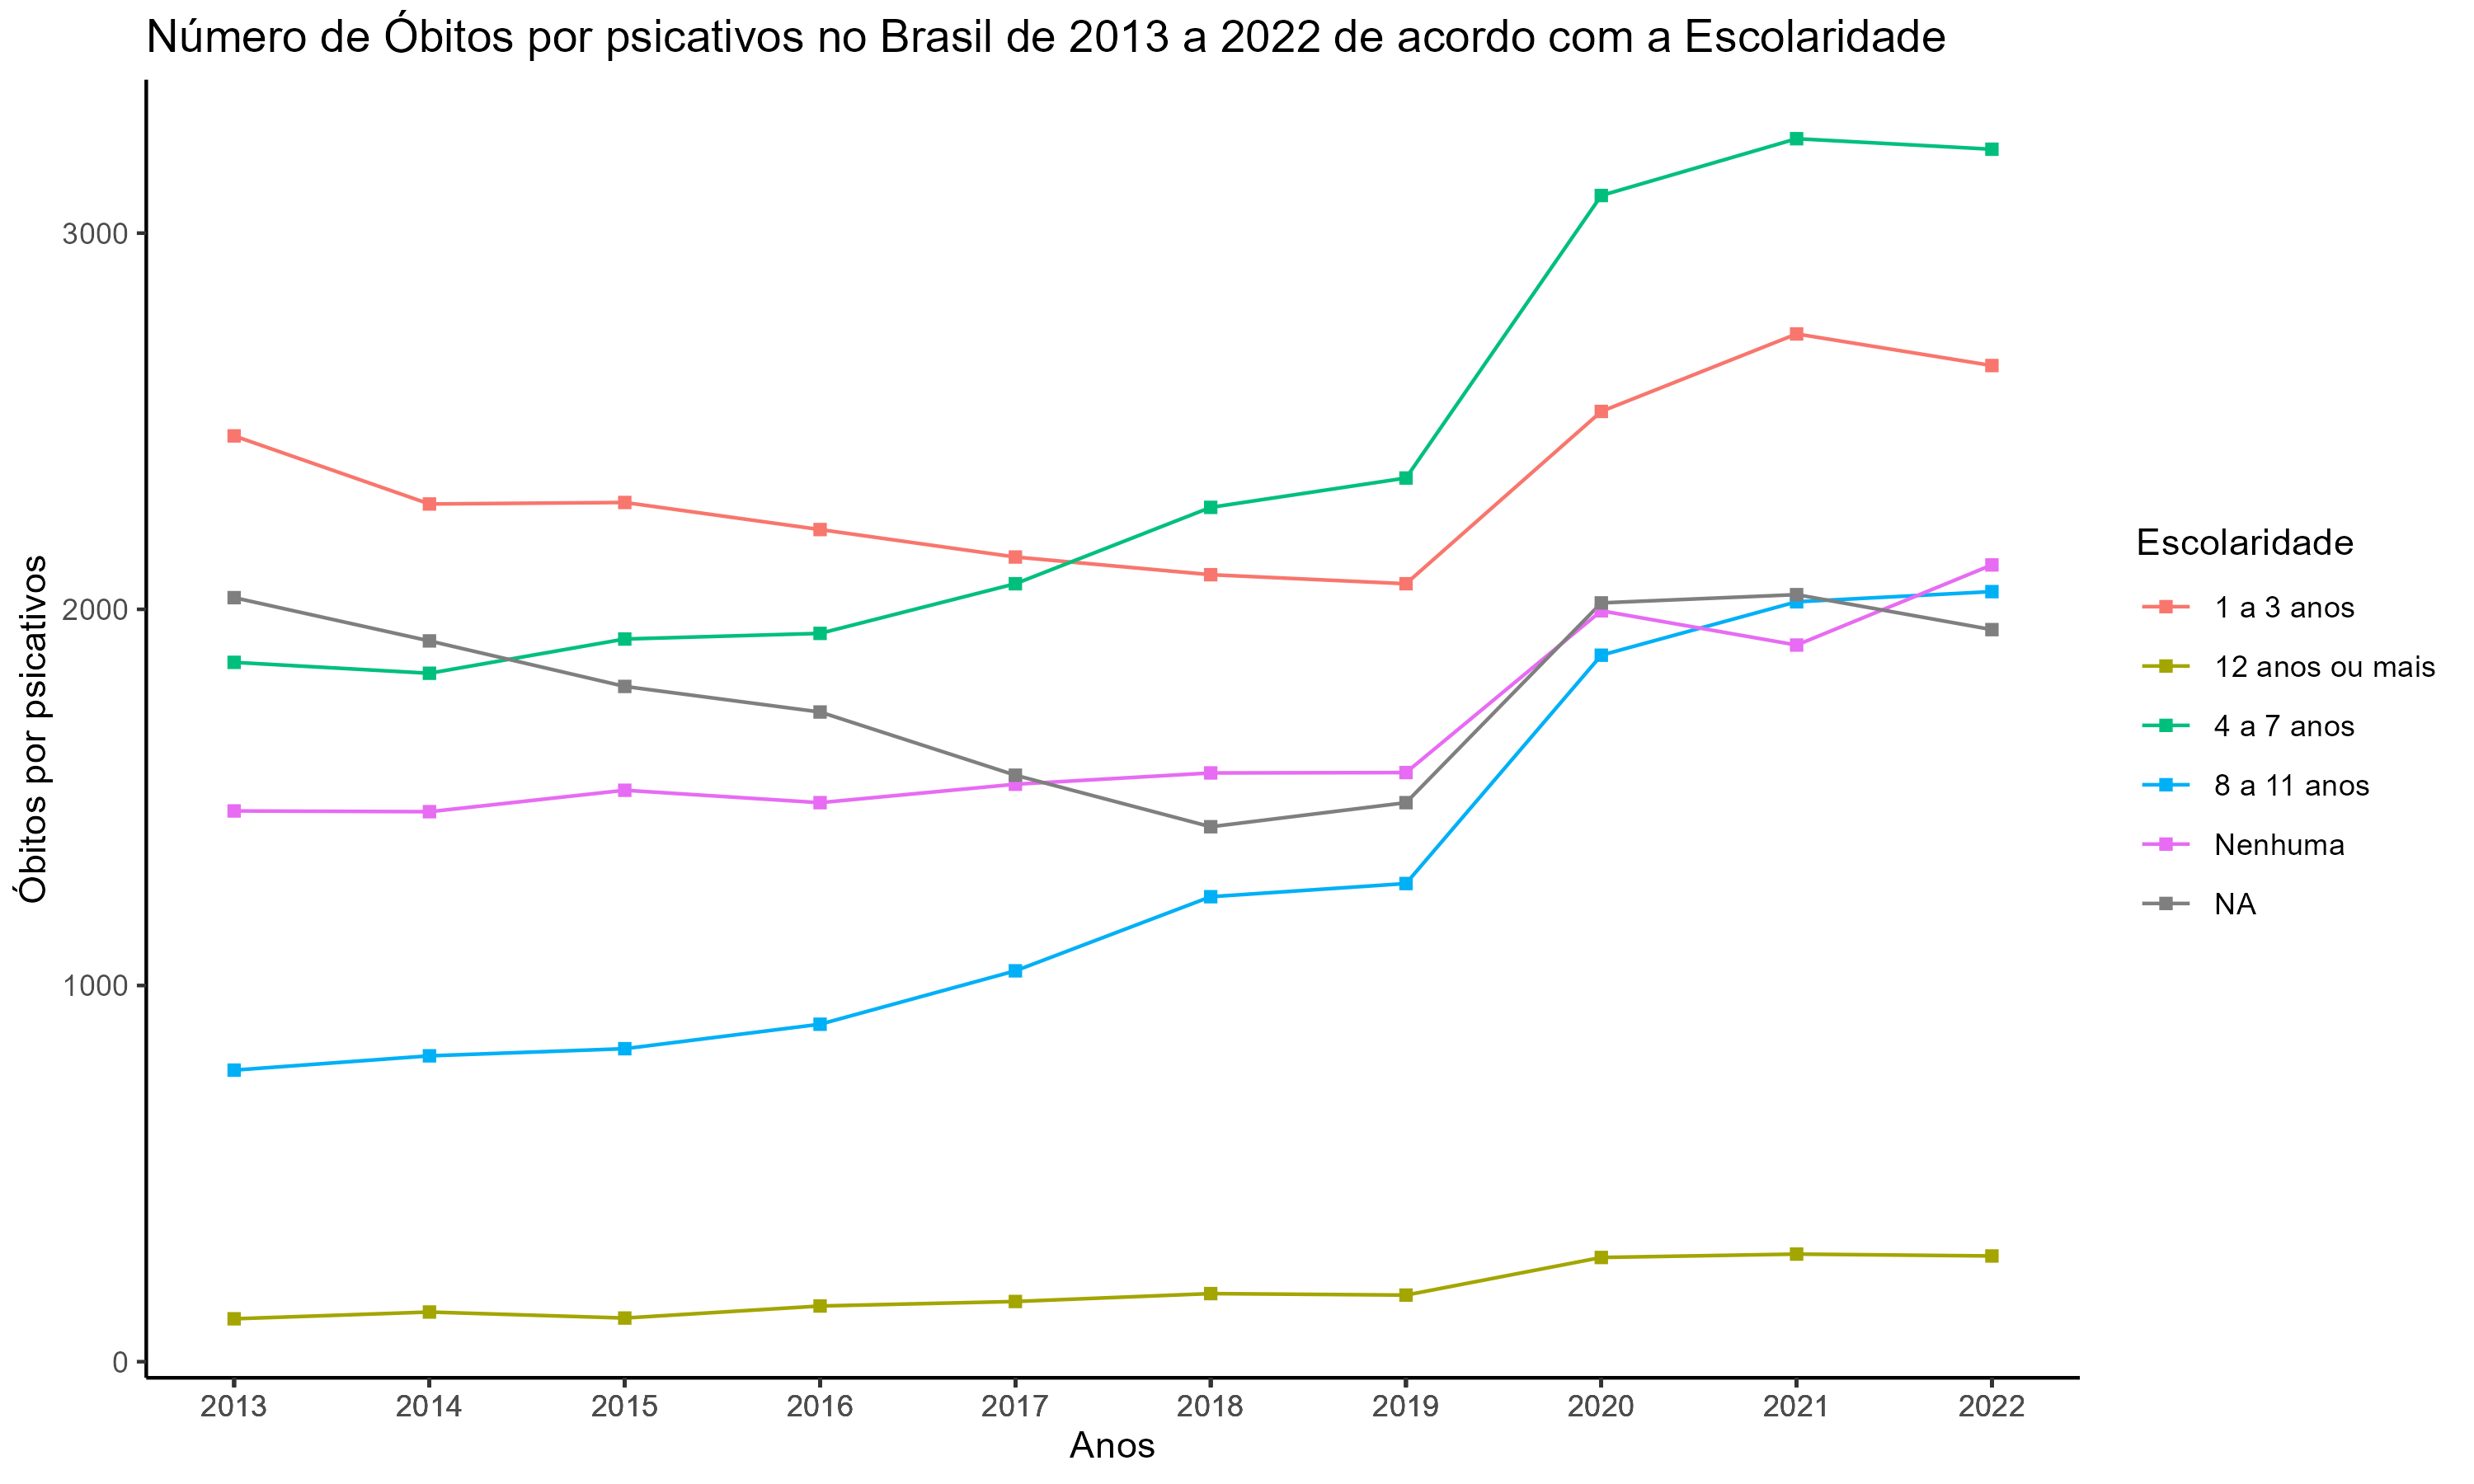 Número de Óbitos por psicativos no Brasil de 2013 a 2022 de acordo com a Escolaridade
Óbitos por psicativos
3000
2000
1000
0
2013 2014 2015 2016 2017 2018 2019 2020 2021 2022
Anos
Escolaridade
1 a 3 anos
12 anos ou mais
4 a 7 anos
8 a 11 anos
Nenhuma
NA